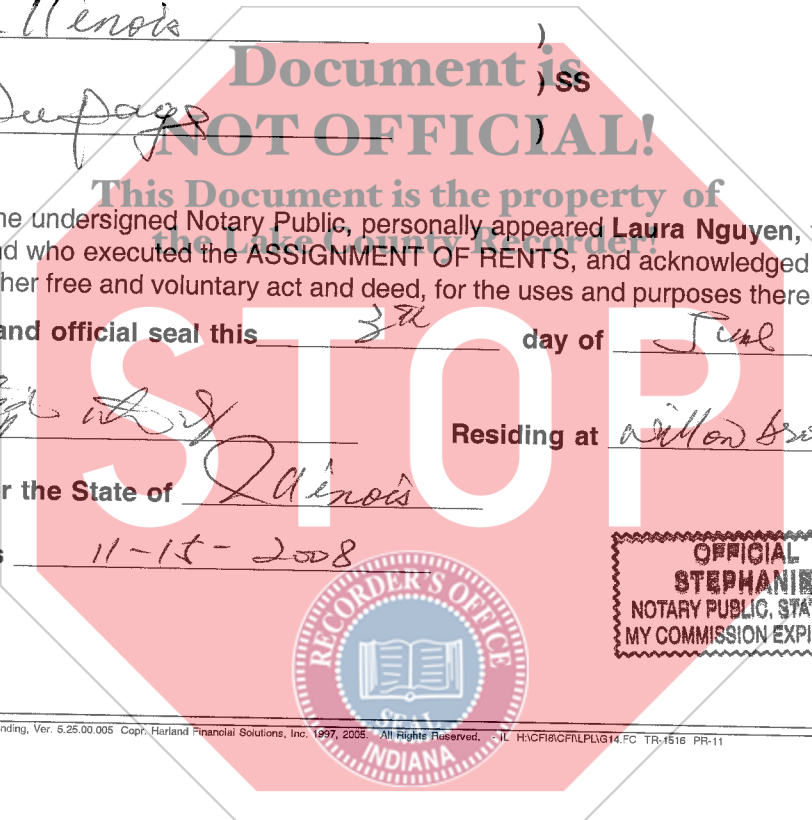 llinois )
Document is
) SS
Dupage )
NOT OFFICIAL!
This Document is the property of
the Lake County Recorder!
he undersigned Notary Public, personally appeared Laura Nguyen,
nd who executed the ASSIGNMENT OF RENTS, and acknowledged
her free and voluntary act and deed, for the uses and purposes there
and official seal this 3th day of June
STOP
Residing at Willowbro
r the State of Illinois
s 11-15-2008
OFFICIAL
STEPHANIE
NOTARY PUBLIC, STA
MY COMMISSION EXPI
RECORDER'S OFFICE
SEAL
INDIANA
nding, Ver. 5.25.00.005 Copr. Harland Financial Solutions, Inc. 1997, 2005. All Rights Reserved. - IL H:\CFI8\CFI\LPL\G14.FC TR-1516 PR-11